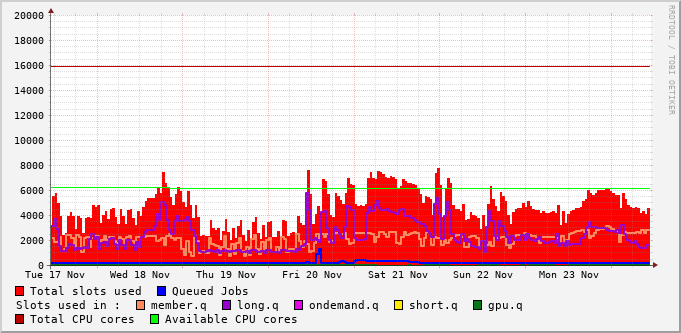 RRDTOOL / TOBI OETIKER
20000
18000
16000
14000
12000
10000
8000
6000
4000
2000
0
Tue 17 Nov Wed 18 Nov Thu 19 Nov Fri 20 Nov Sat 21 Nov Sun 22 Nov Mon 23 Nov
Total slots used Queued Jobs
Slots used in : member.q long.q ondemand.q short.q gpu.q
Total CPU cores Available CPU cores